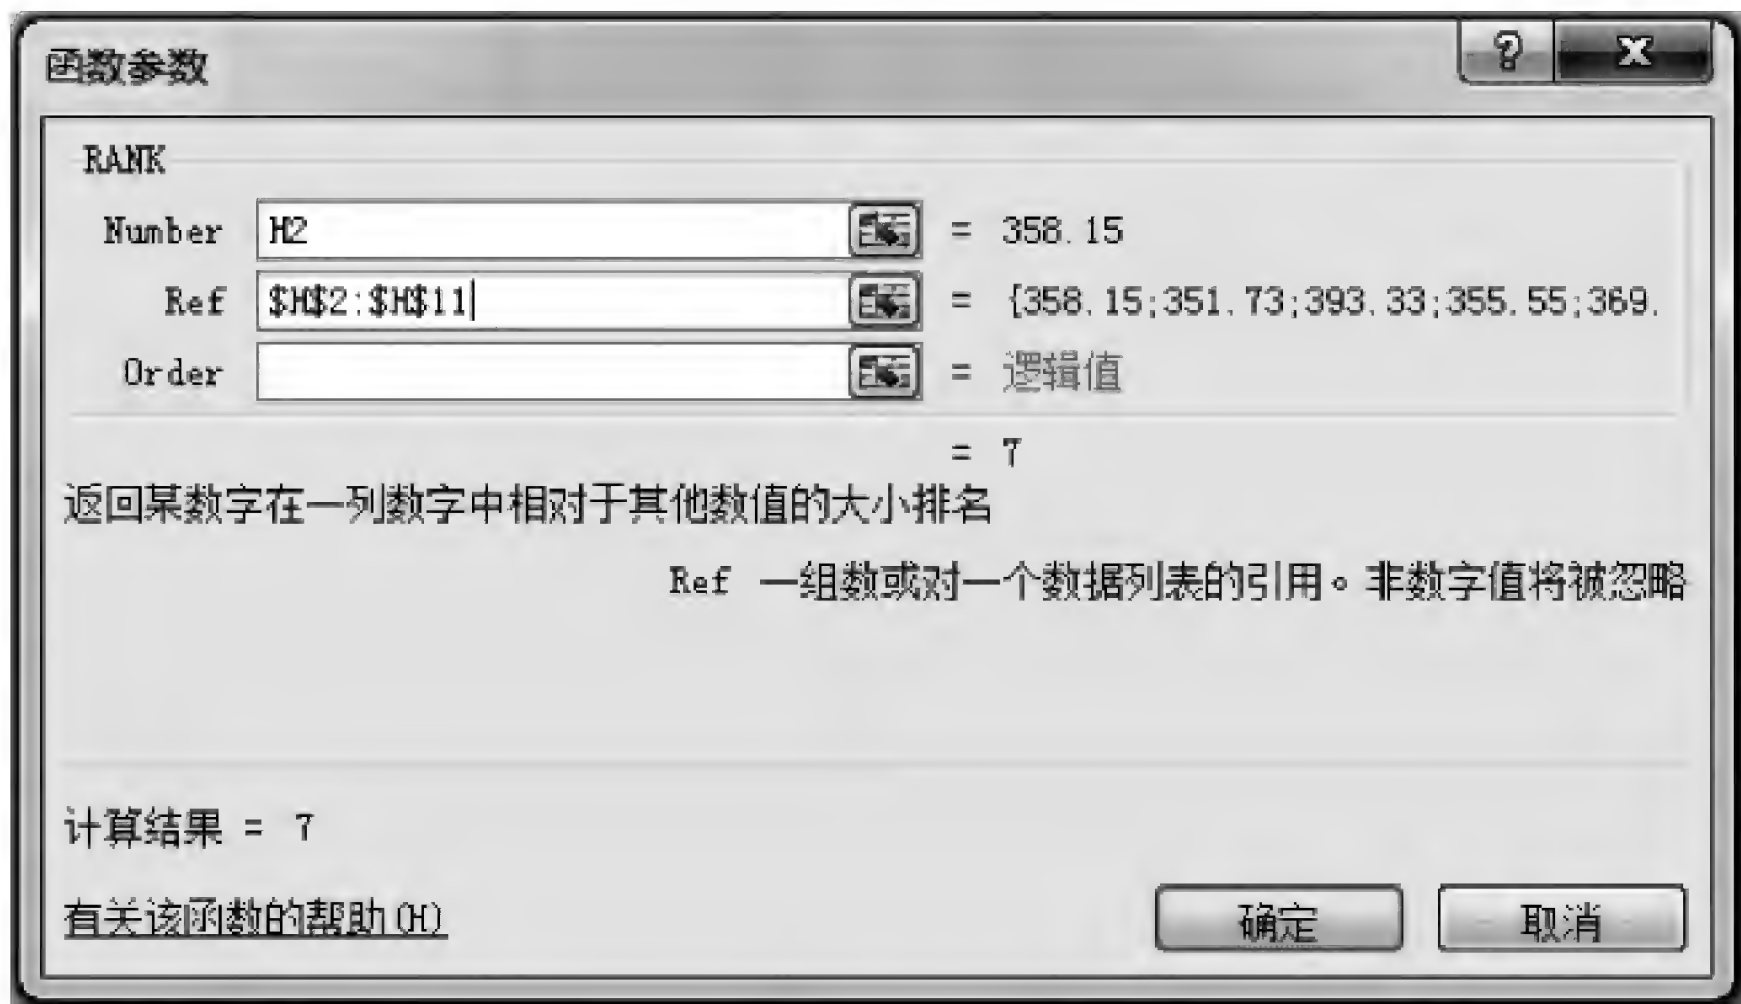 函数参数
RANK
Number H2 = 358.15
Ref $H$2:$H$11 = {358.15;351.73;393.33;355.55;369.
Order = 逻辑值
= 7
返回某数字在一列数字中相对于其他数值的大小排名
Ref 一组数或对一个数据列表的引用。非数字值将被忽略
计算结果 = 7
有关该函数的帮助(H)
确定 取消